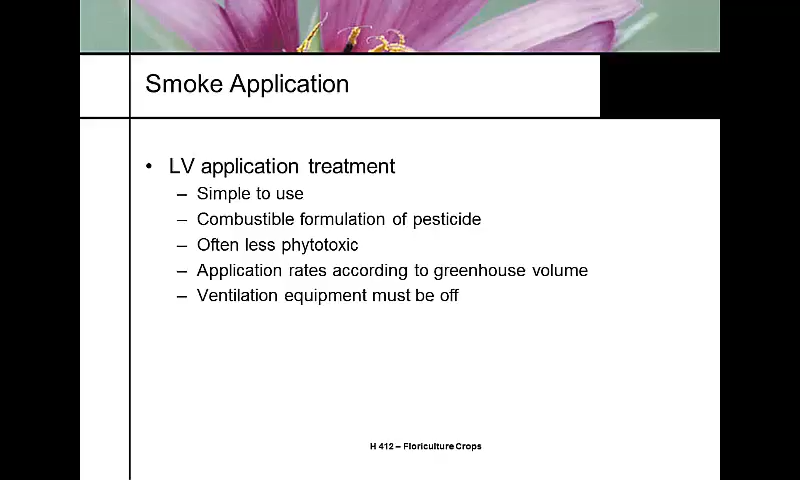 Smoke Application
• LV application treatment
– Simple to use
– Combustible formulation of pesticide
– Often less phytotoxic
– Application rates according to greenhouse volume
– Ventilation equipment must be off
H 412 – Floriculture Crops